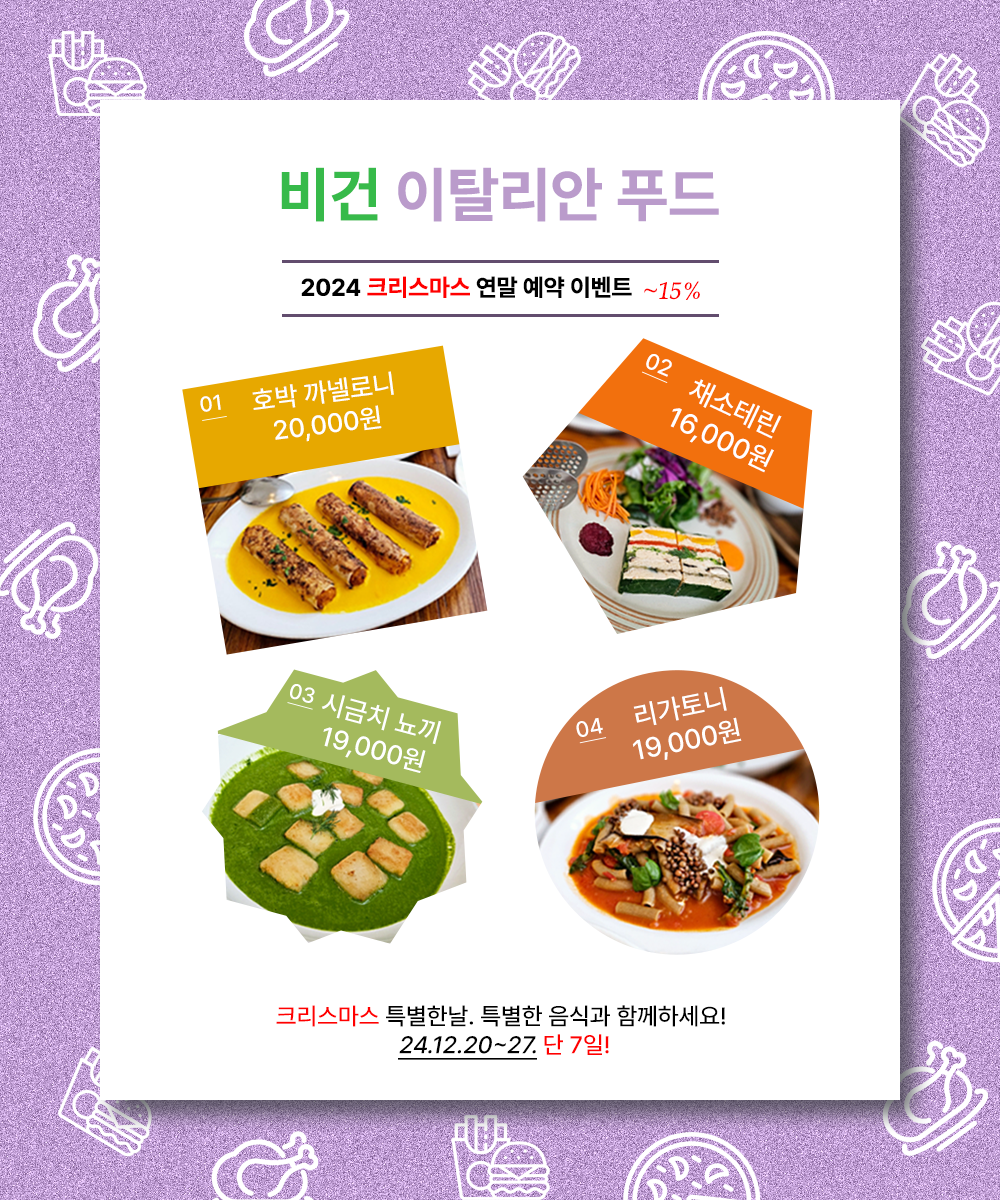 비건 이탈리안 푸드
2024 크리스마스 연말 예약 이벤트 ~15%
01 호박 까넬로니
20,000원
02 채소테린
16,000원
03 시금치 뇨끼
19,000원
04 리가토니
19,000원
크리스마스 특별한날. 특별한 음식과 함께하세요!
24.12.20~27. 단 7일!